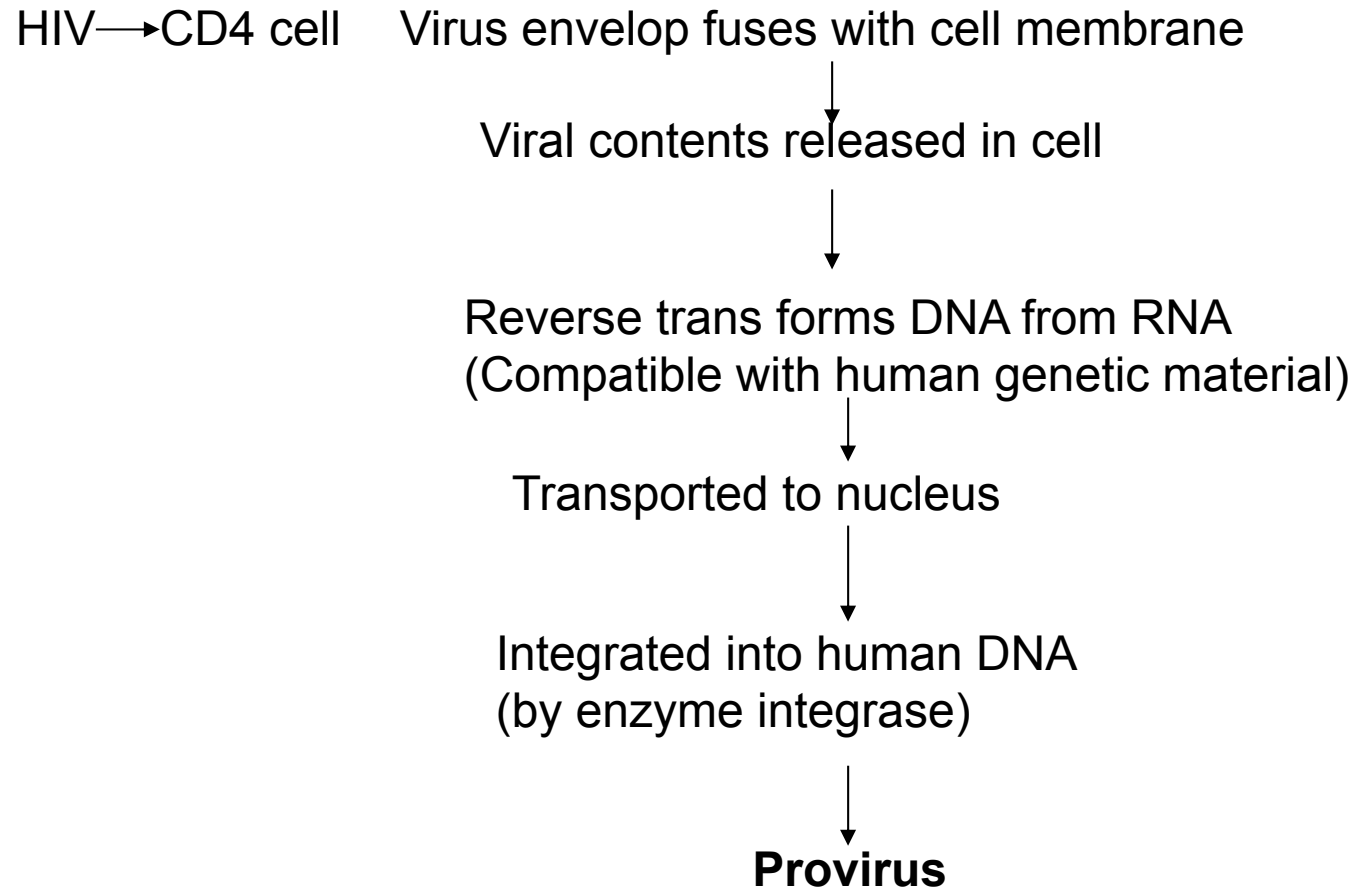 HIV→CD4 cell Virus envelop fuses with cell membrane
Viral contents released in cell
Reverse trans forms DNA from RNA
(Compatible with human genetic material)
Transported to nucleus
Integrated into human DNA
(by enzyme integrase)
Provirus